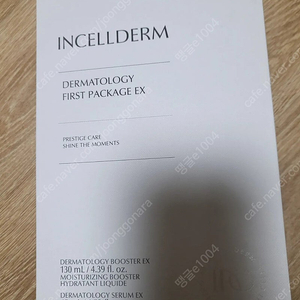 INCELLDERM
DERMATOLOGY
FIRST PACKAGE EX
PRESTIGE CARE
SHINE THE MOMENTS
DERMATOLOGY BOOSTER EX
130 mL / 4.39 fl. oz.
MOISTURIZING BOOSTER
HYDRATANT LIQUIDE
DERMATOLOGY SERUM EX